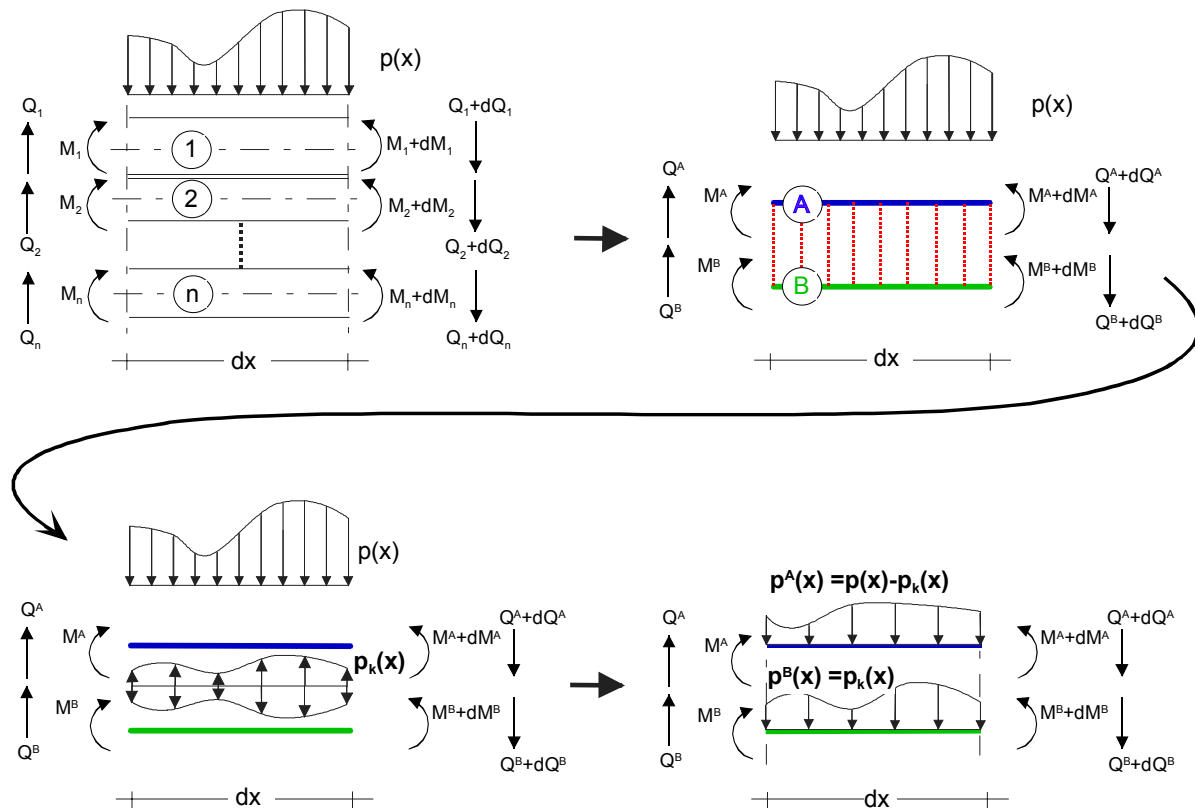 p(x)
Q₁
Q₁+dQ₁
M₁
1
M₁+dM₁
M₂
2
M₂+dM₂
Q₂
Q₂+dQ₂
Mₙ
n
Mₙ+dMₙ
Qₙ
Qₙ+dQₙ
dx
p(x)
Qᴬ
Qᴬ+dQᴬ
Mᴬ
A
Mᴬ+dMᴬ
Mᴮ
Mᴮ+dMᴮ
B
Qᴮ
Qᴮ+dQᴮ
dx
p(x)
Qᴬ
Qᴬ+dQᴬ
Mᴬ
Mᴬ+dMᴬ
pₖ(x)
Mᴮ
Mᴮ+dMᴮ
Qᴮ
Qᴮ+dQᴮ
dx
pᴬ(x) =p(x)-pₖ(x)
Qᴬ
Qᴬ+dQᴬ
Mᴬ
Mᴬ+dMᴬ
pᴮ(x) =pₖ(x)
Mᴮ
Mᴮ+dMᴮ
Qᴮ
Qᴮ+dQᴮ
dx